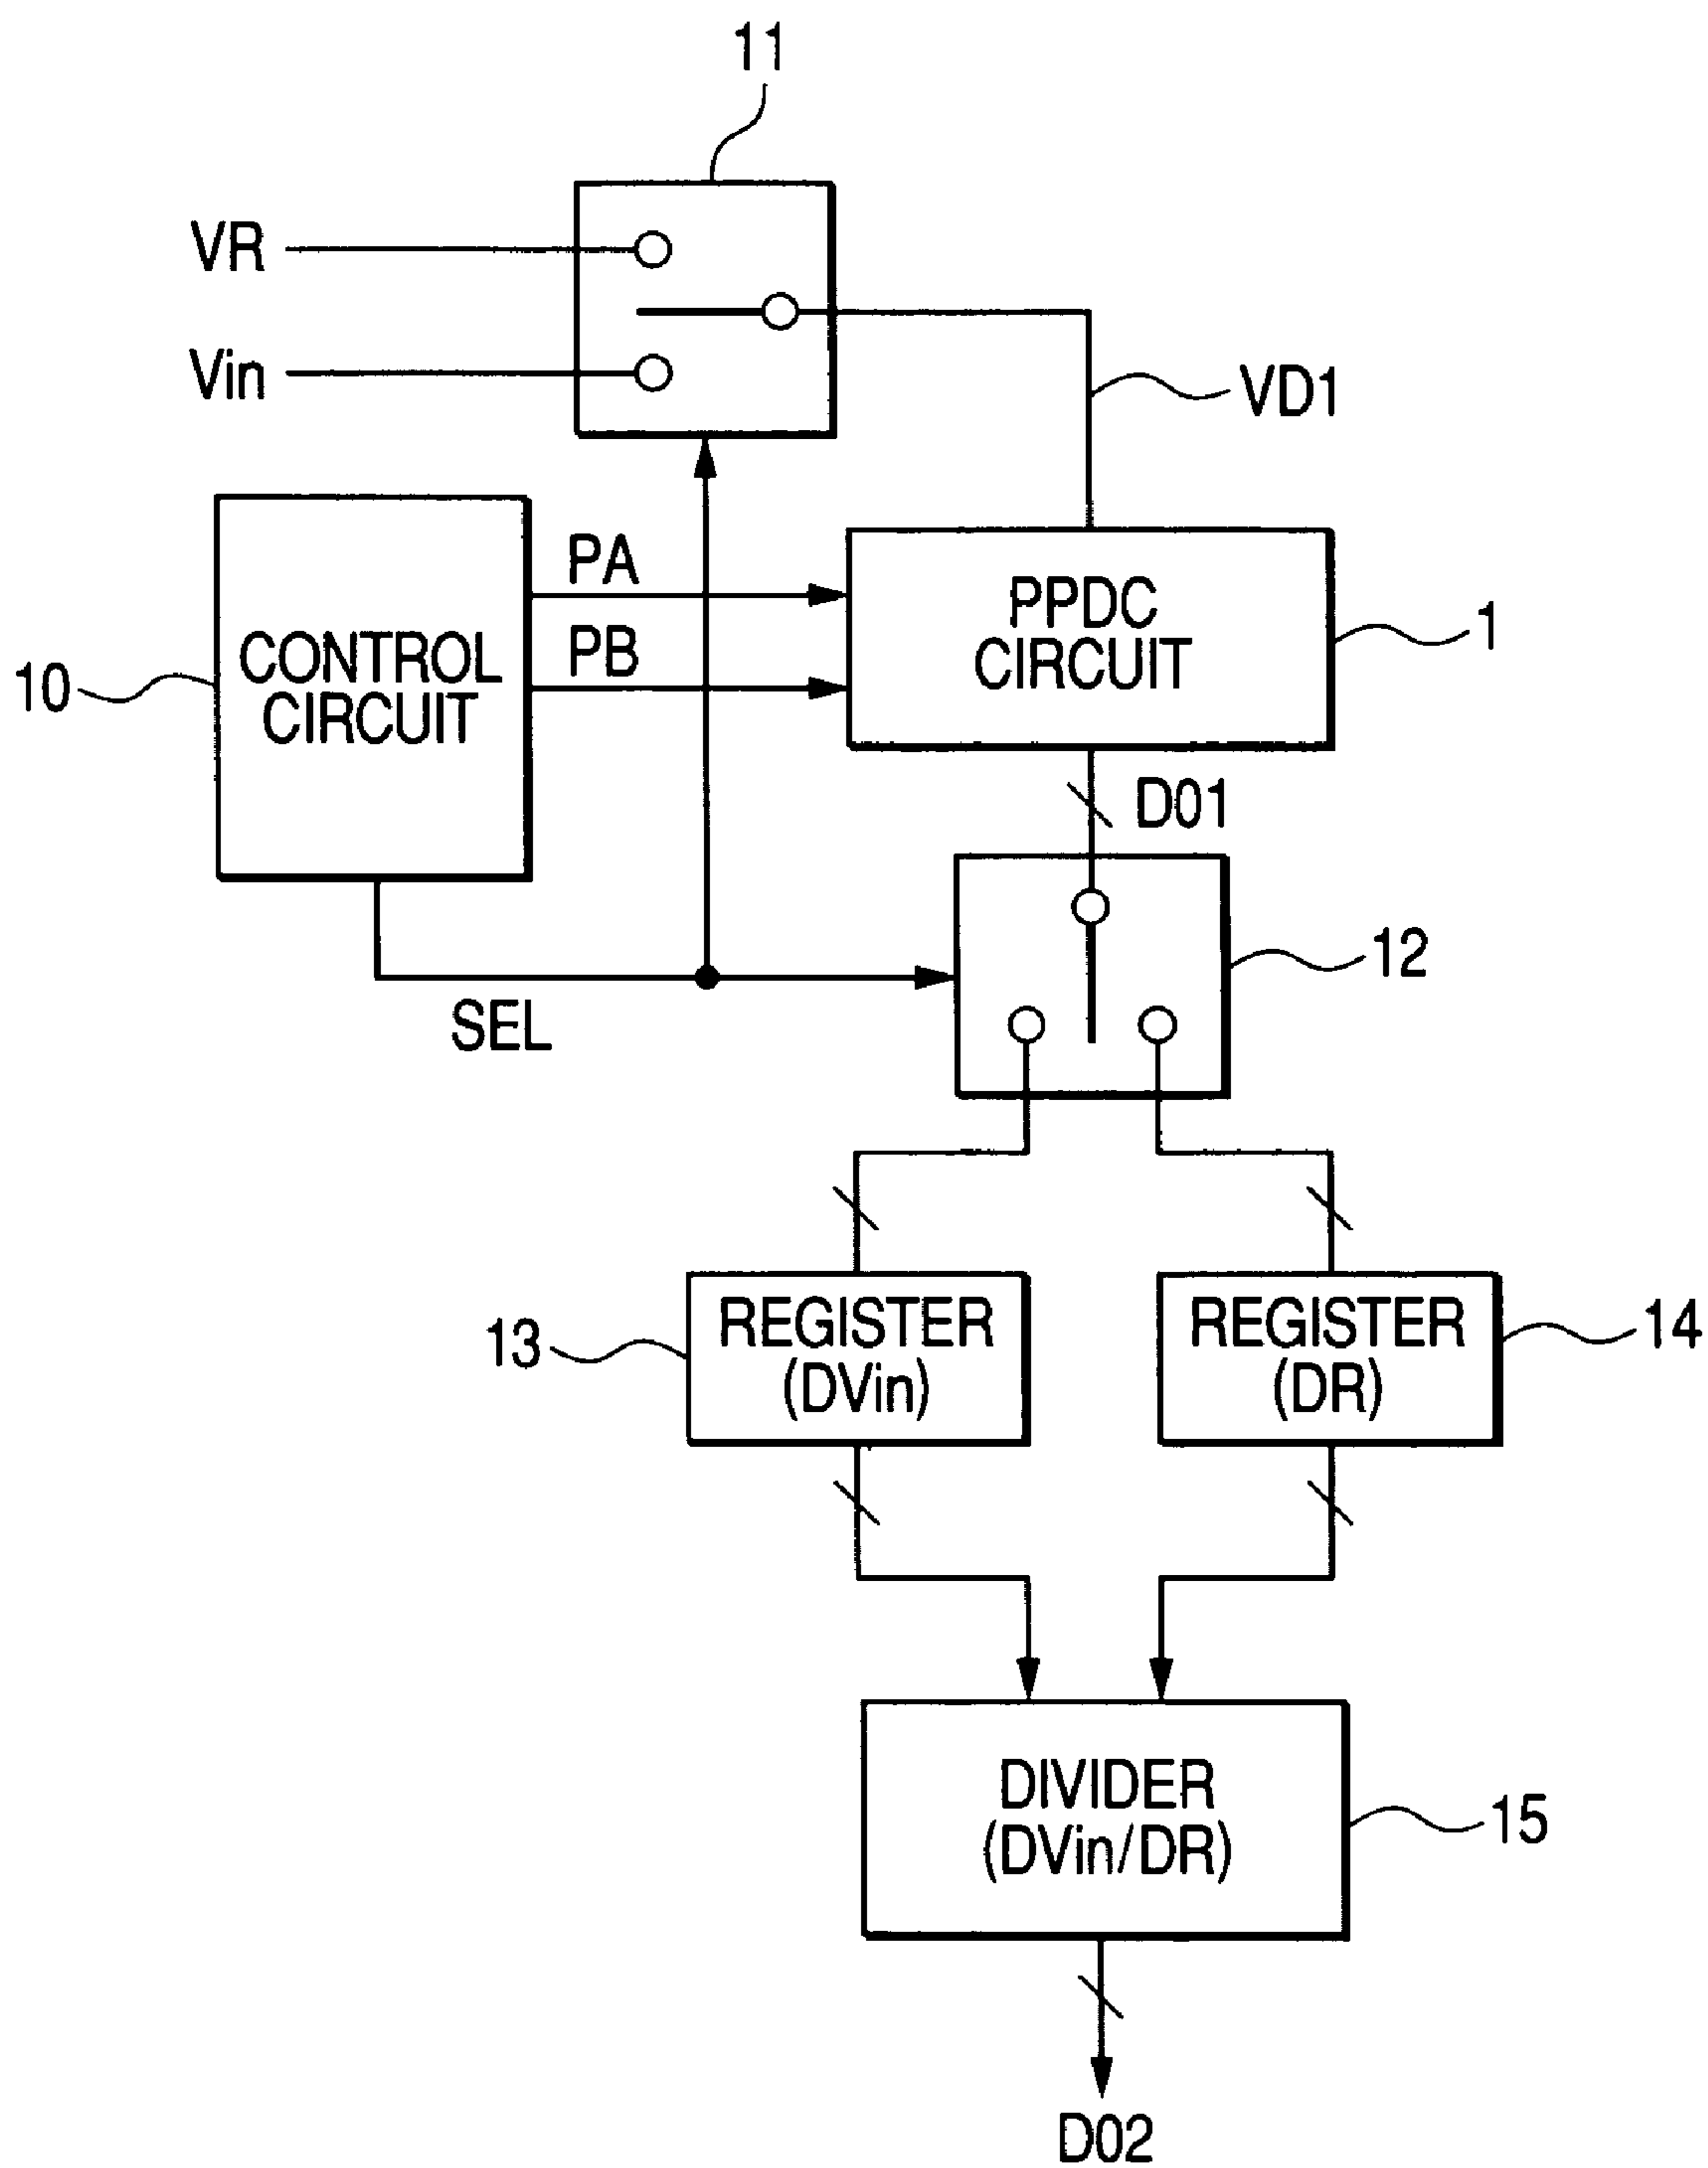 11
VR
Vin
VD1
PA
PPDC
CIRCUIT
1
PB
CONTROL
CIRCUIT
10
D01
12
SEL
REGISTER
(DVin)
13
REGISTER
(DR)
14
DIVIDER
(DVin/DR)
15
D02